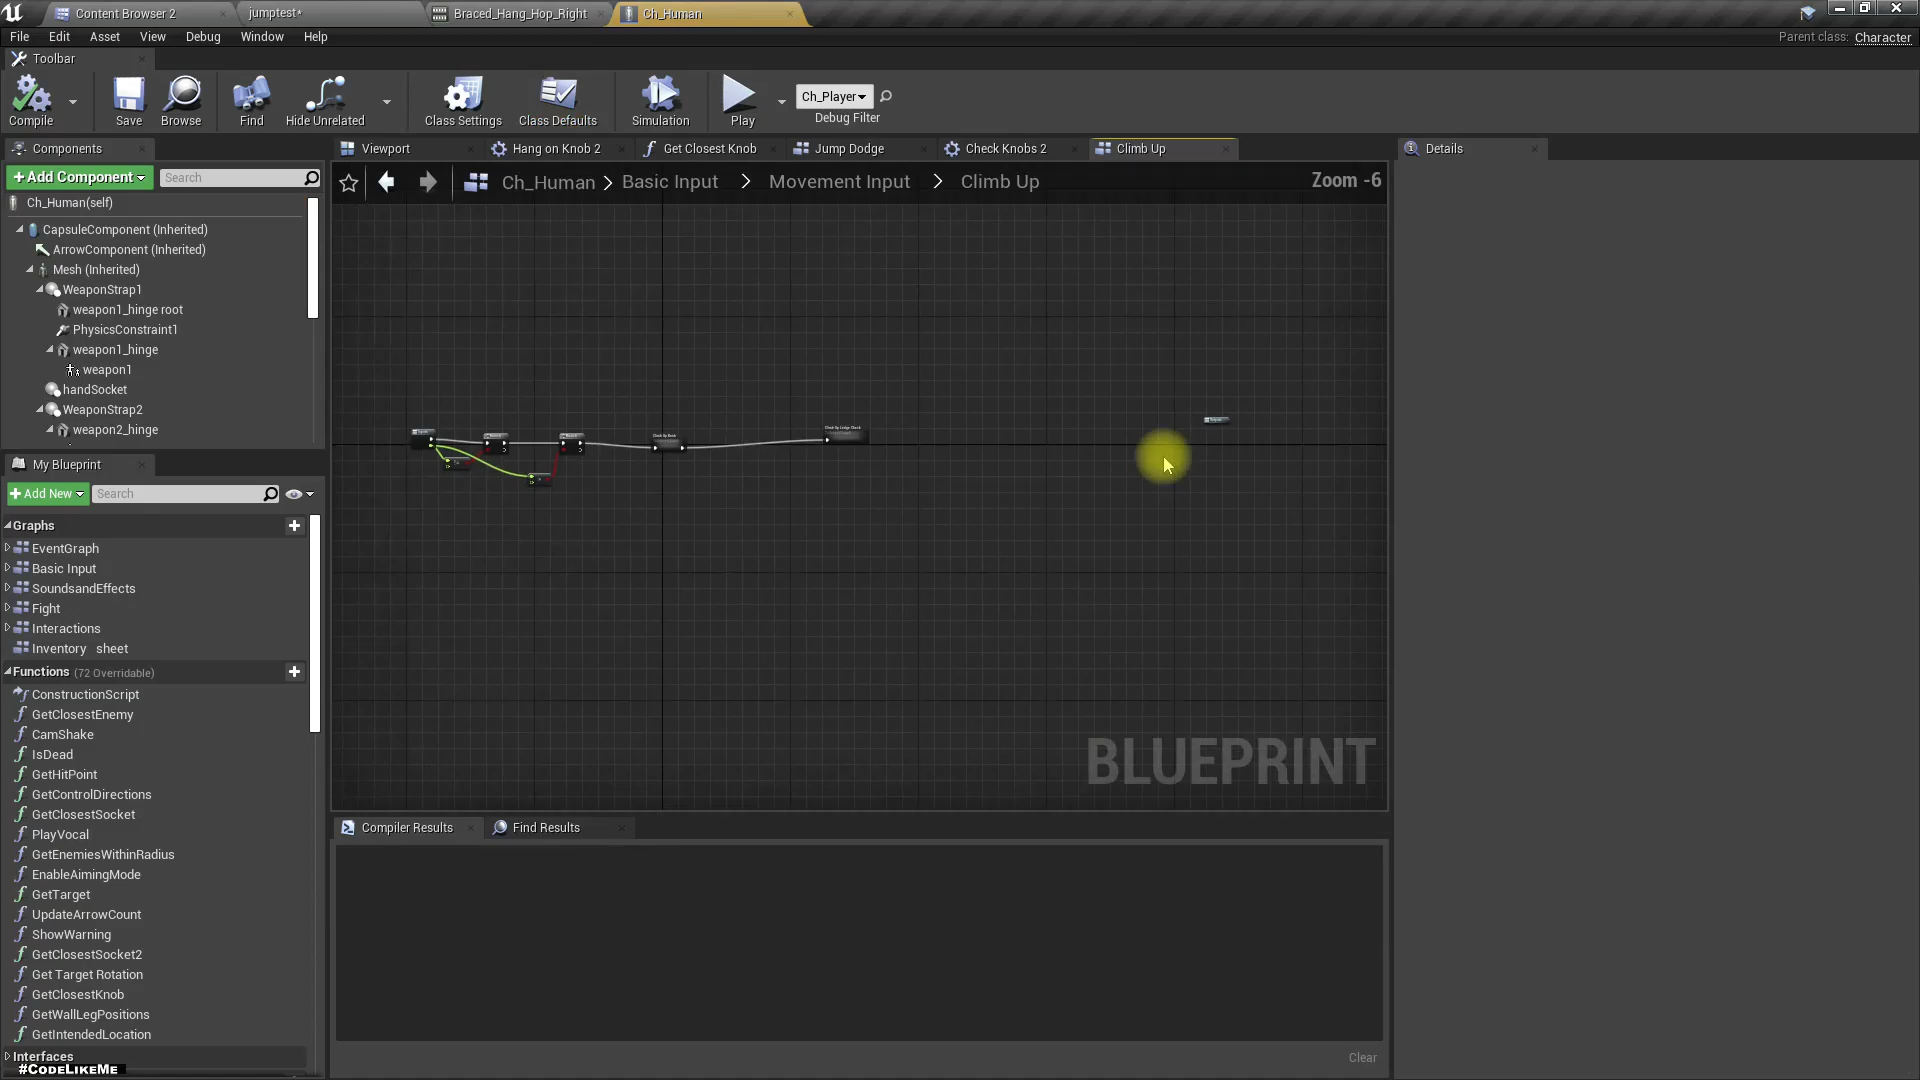 Content Browser 2
jumptest*
Braced_Hang_Hop_Right
Ch_Human
File Edit Asset View Debug Window Help
Parent class: Character
Toolbar
Compile
Save
Browse
Find
Hide Unrelated
Class Settings
Class Defaults
Simulation
Play
Ch_Player
Debug Filter
Components
+Add Component
Search
Ch_Human(self)
CapsuleComponent (Inherited)
ArrowComponent (Inherited)
Mesh (Inherited)
WeaponStrap1
weapon1_hinge root
PhysicsConstraint1
weapon1_hinge
weapon1
handSocket
WeaponStrap2
weapon2_hinge
My Blueprint
+Add New
Search
Graphs
EventGraph
Basic Input
SoundsandEffects
Fight
Interactions
Inventory sheet
Functions (72 Overridable)
ConstructionScript
GetClosestEnemy
CamShake
IsDead
GetHitPoint
GetControlDirections
GetClosestSocket
PlayVocal
GetEnemiesWithinRadius
EnableAimingMode
GetTarget
UpdateArrowCount
ShowWarning
GetClosestSocket2
Get Target Rotation
GetClosestKnob
GetWallLegPositions
GetIntendedLocation
Interfaces
#CodeLikeMe
Viewport
Hang on Knob 2
Get Closest Knob
Jump Dodge
Check Knobs 2
Climb Up
Ch_Human > Basic Input > Movement Input > Climb Up
Zoom -6
BLUEPRINT
Compiler Results
Find Results
Clear
Details